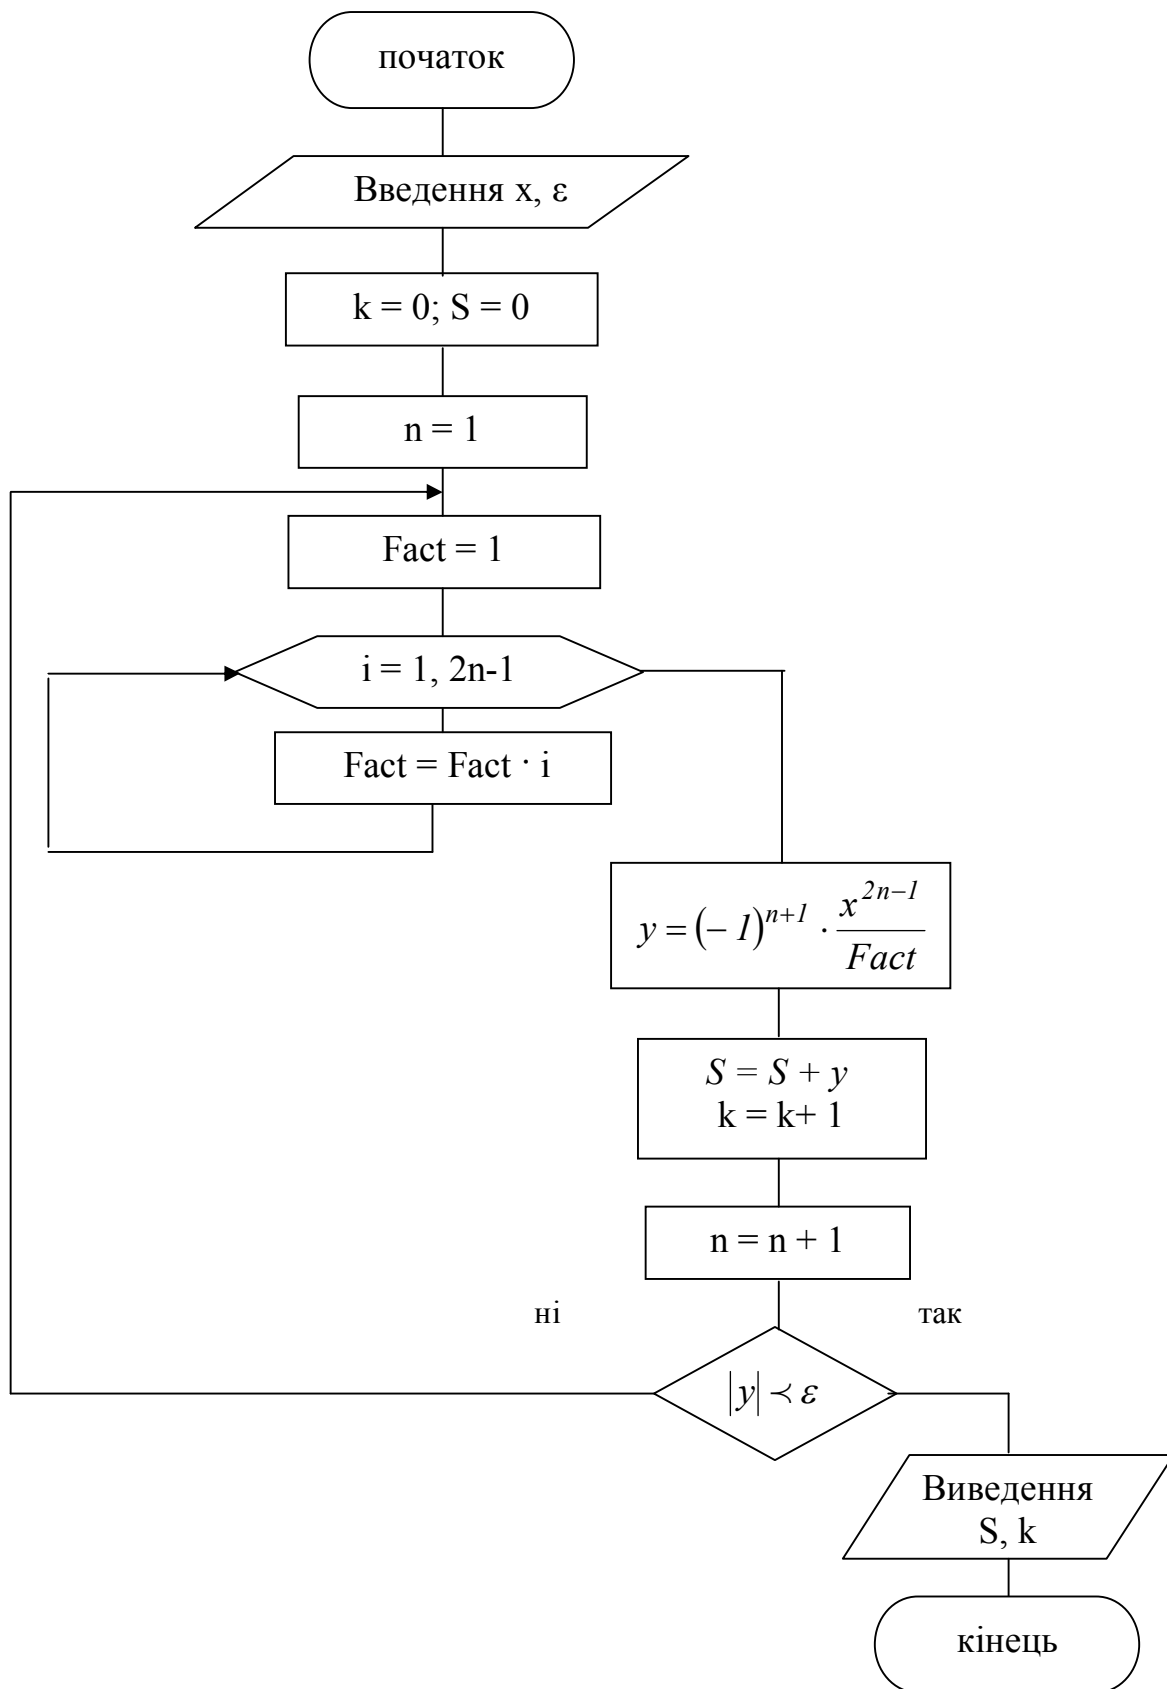 початок
Введення x, ε
k = 0; S = 0
n = 1
Fact = 1
i = 1, 2n-1
Fact = Fact · i
y = (− 1)^{n+1} · \frac{x^{2n−1}}{Fact}
S = S + y
k = k+ 1
n = n + 1
ні
так
|y| ≺ ε
Виведення
S, k
кінець